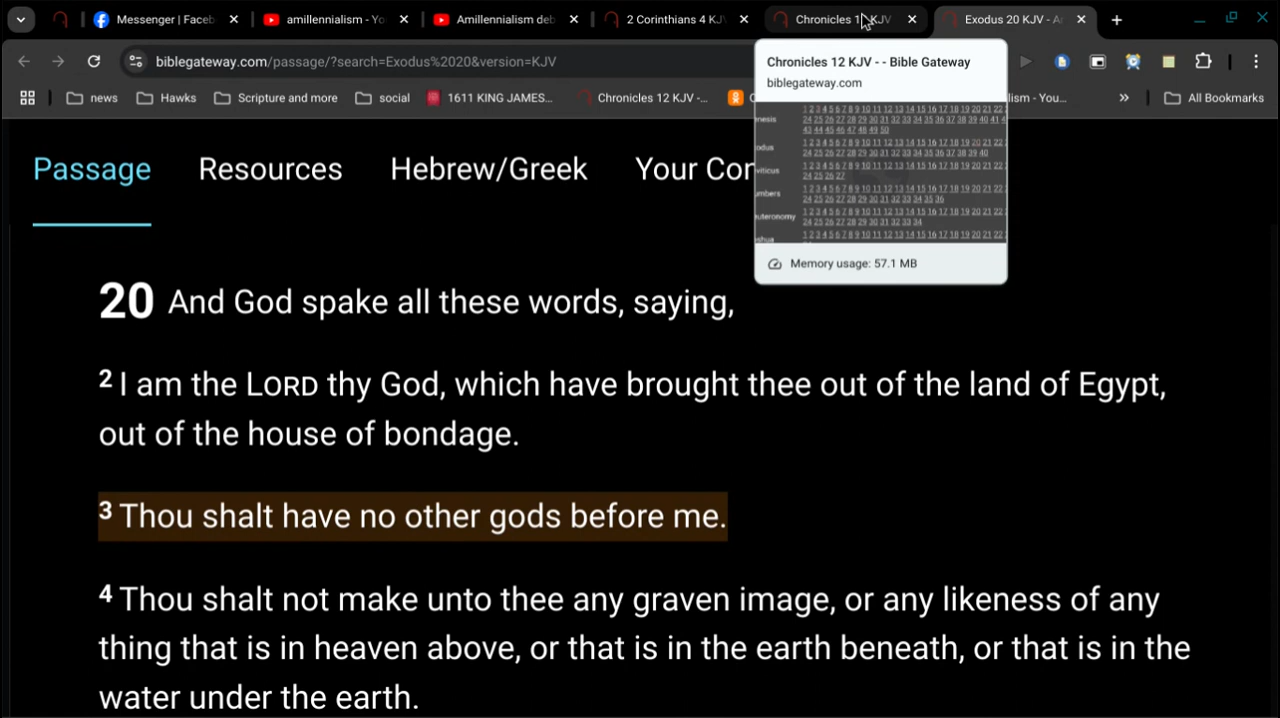 Messenger | Faceb
amillennialism - Yo
Amillennialism deb
2 Corinthians 4 KJV
Chronicles 1 KJV
Exodus 20 KJV - A
biblegateway.com/passage/?search=Exodus%2020&version=KJV
news
Hawks
Scripture and more
social
1611 KING JAMES...
Chronicles 12 KJV -...
lism - You...
All Bookmarks
Chronicles 12 KJV - - Bible Gateway
biblegateway.com
Memory usage: 57.1 MB
Passage
Resources
Hebrew/Greek
Your Con
20 And God spake all these words, saying,
2 I am the LORD thy God, which have brought thee out of the land of Egypt,
out of the house of bondage.
3 Thou shalt have no other gods before me.
4 Thou shalt not make unto thee any graven image, or any likeness of any
thing that is in heaven above, or that is in the earth beneath, or that is in the
water under the earth.